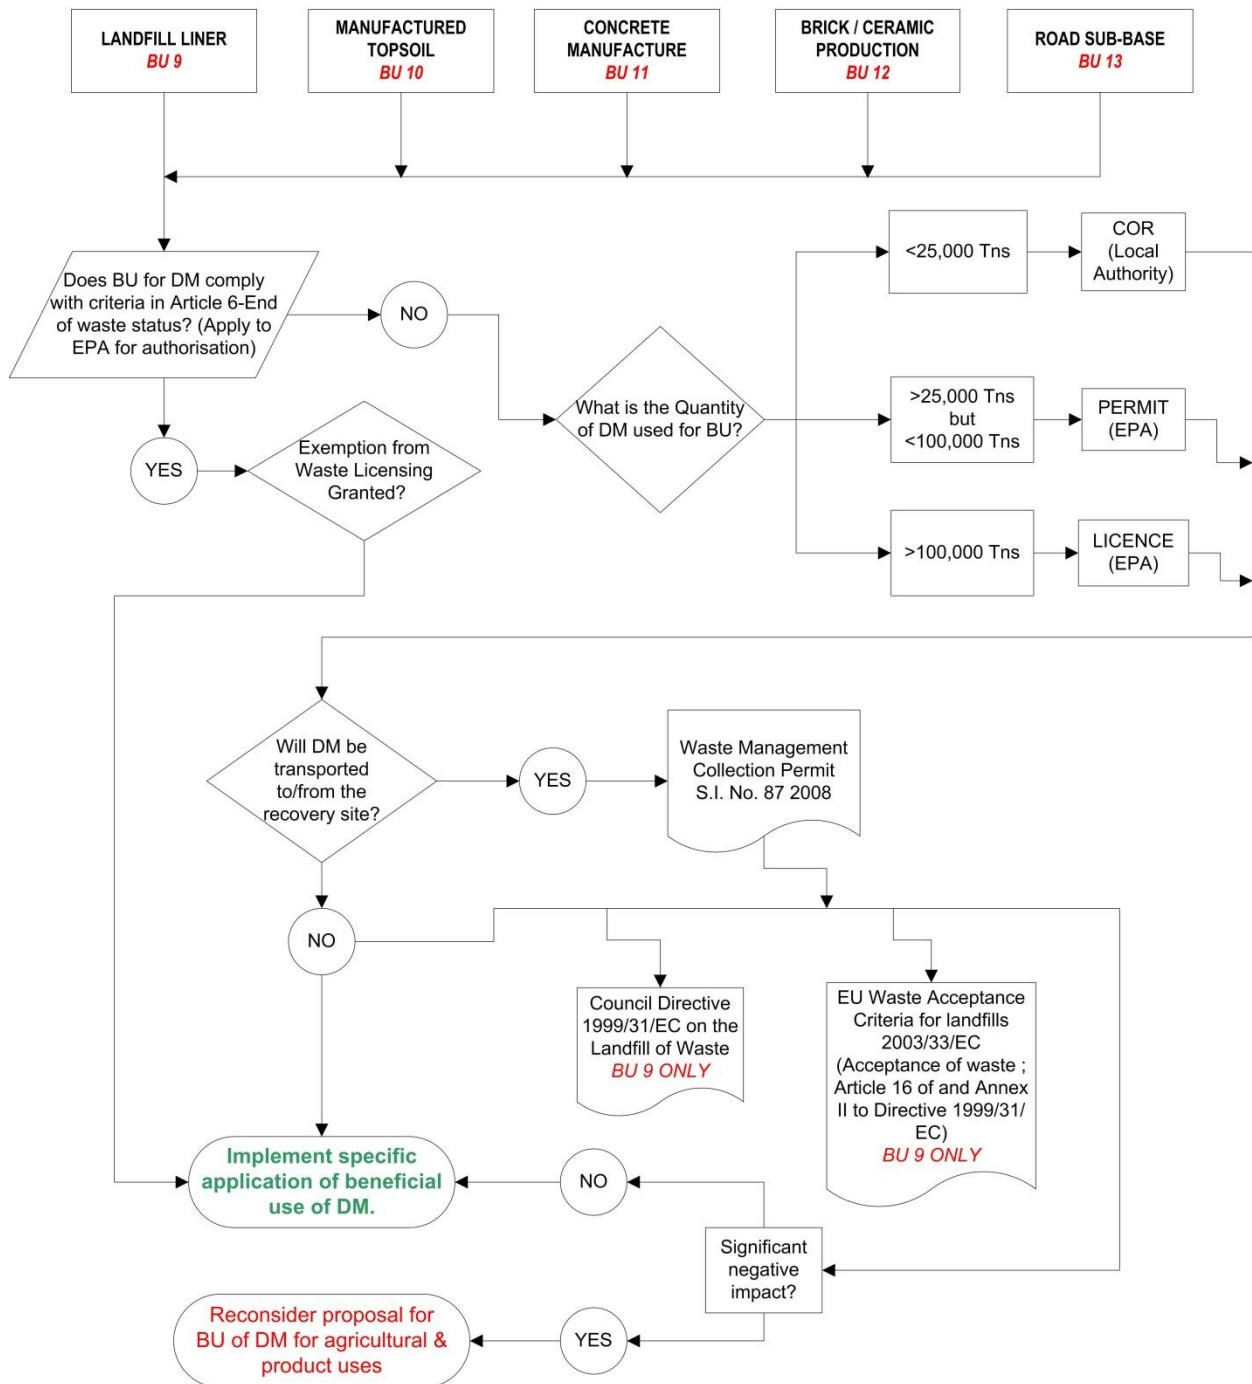 LANDFILL LINER
BU 9
MANUFACTURED
TOPSOIL
BU 10
CONCRETE
MANUFACTURE
BU 11
BRICK / CERAMIC
PRODUCTION
BU 12
ROAD SUB-BASE
BU 13
Does BU for DM comply
with criteria in Article 6-End
of waste status? (Apply to
EPA for authorisation)
NO
YES
Exemption from
Waste Licensing
Granted?
What is the Quantity
of DM used for BU?
<25,000 Tns
COR
(Local
Authority)
>25,000 Tns
but
<100,000 Tns
PERMIT
(EPA)
>100,000 Tns
LICENCE
(EPA)
Will DM be
transported
to/from the
recovery site?
YES
Waste Management
Collection Permit
S.I. No. 87 2008
NO
Council Directive
1999/31/EC on the
Landfill of Waste
BU 9 ONLY
EU Waste Acceptance
Criteria for landfills
2003/33/EC
(Acceptance of waste ;
Article 16 of and Annex
II to Directive 1999/31/
EC)
BU 9 ONLY
Implement specific
application of beneficial
use of DM.
NO
Significant
negative
impact?
Reconsider proposal for
BU of DM for agricultural &
product uses
YES